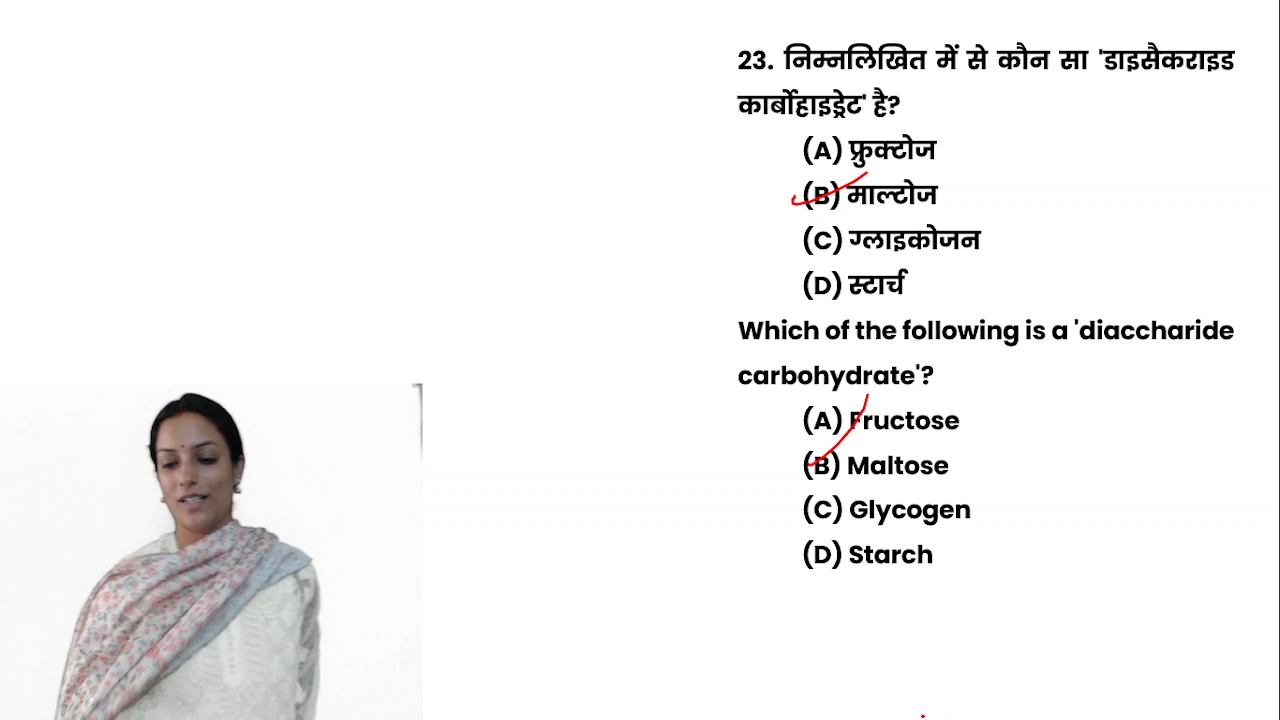 23. निम्नलिखित में से कौन सा 'डाइसैकराइड
कार्बोहाइड्रेट' है?
(A) फ्रुक्टोज
(B) माल्टोज
(C) ग्लाइकोजन
(D) स्टार्च
Which of the following is a 'diaccharide
carbohydrate'?
(A) Fructose
(B) Maltose
(C) Glycogen
(D) Starch